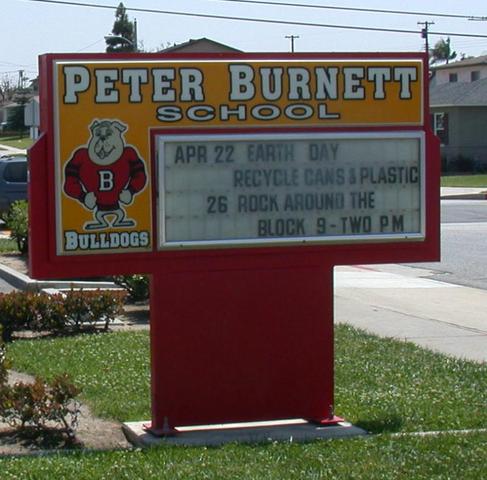 PETER BURNETT
SCHOOL
APR 22 EARTH DAY
RECYCLE CANS & PLASTIC
26 ROCK AROUND THE
BLOCK 9-TWO PM
B
BULLDOGS